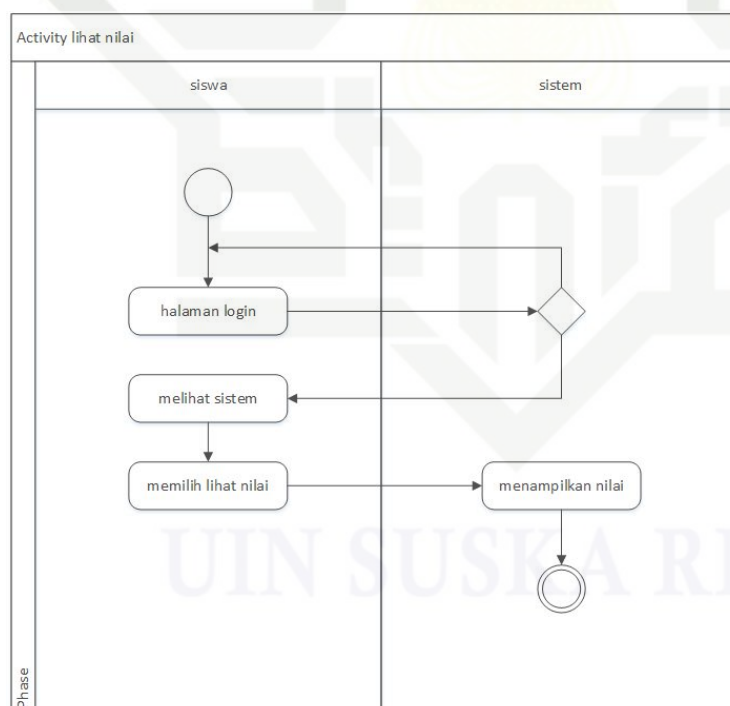 Activity lihat nilai
siswa
sistem
halaman login
melihat sistem
memilih lihat nilai
menampilkan nilai
Phase
UIN SUSKA